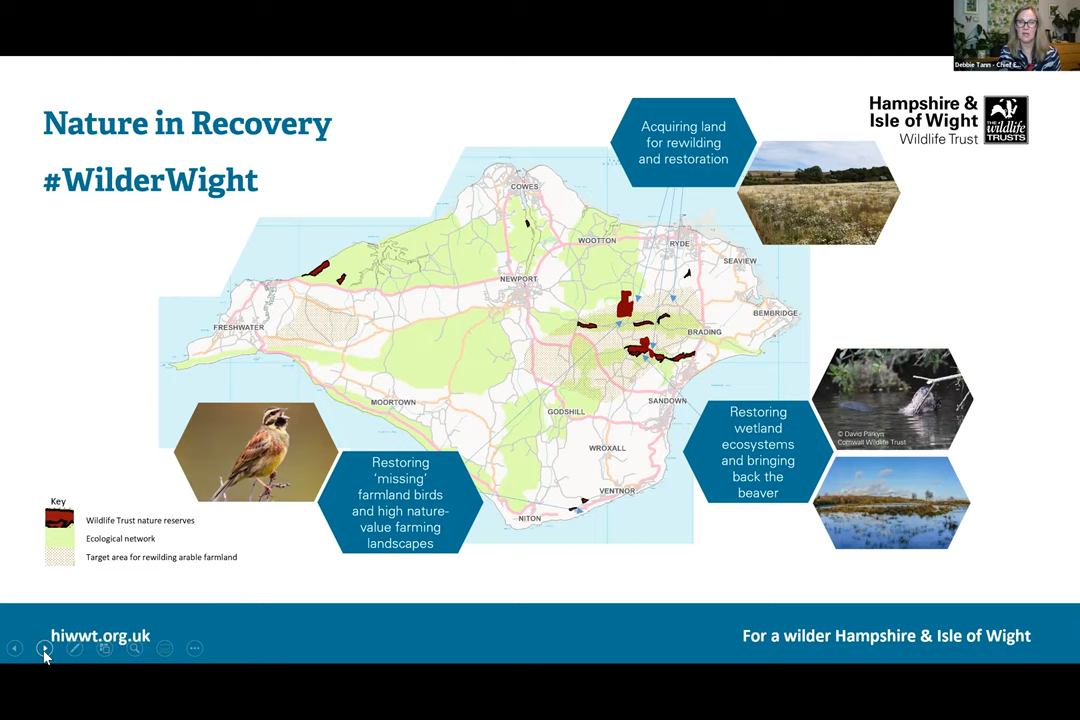 Debbie Tann - Chief E...
Nature in Recovery
#WilderWight
Hampshire &
Isle of Wight
Wildlife Trust
THE
wildlife
TRUSTS
Acquiring land
for rewilding
and restoration
COWES
WOOTTON
RYDE
SEAVIEW
NEWPORT
BEMBRIDGE
FRESHWATER
BRADING
MOORTOWN
SANDOWN
GODSHILL
WROXALL
VENTNOR
NITON
Restoring
wetland
ecosystems
and bringing
back the
beaver
© David Parkyn
Cornwall Wildlife Trust
Restoring
‘missing’
farmland birds
and high nature-
value farming
landscapes
Key
Wildlife Trust nature reserves
Ecological network
Target area for rewilding arable farmland
hiwwt.org.uk
For a wilder Hampshire & Isle of Wight